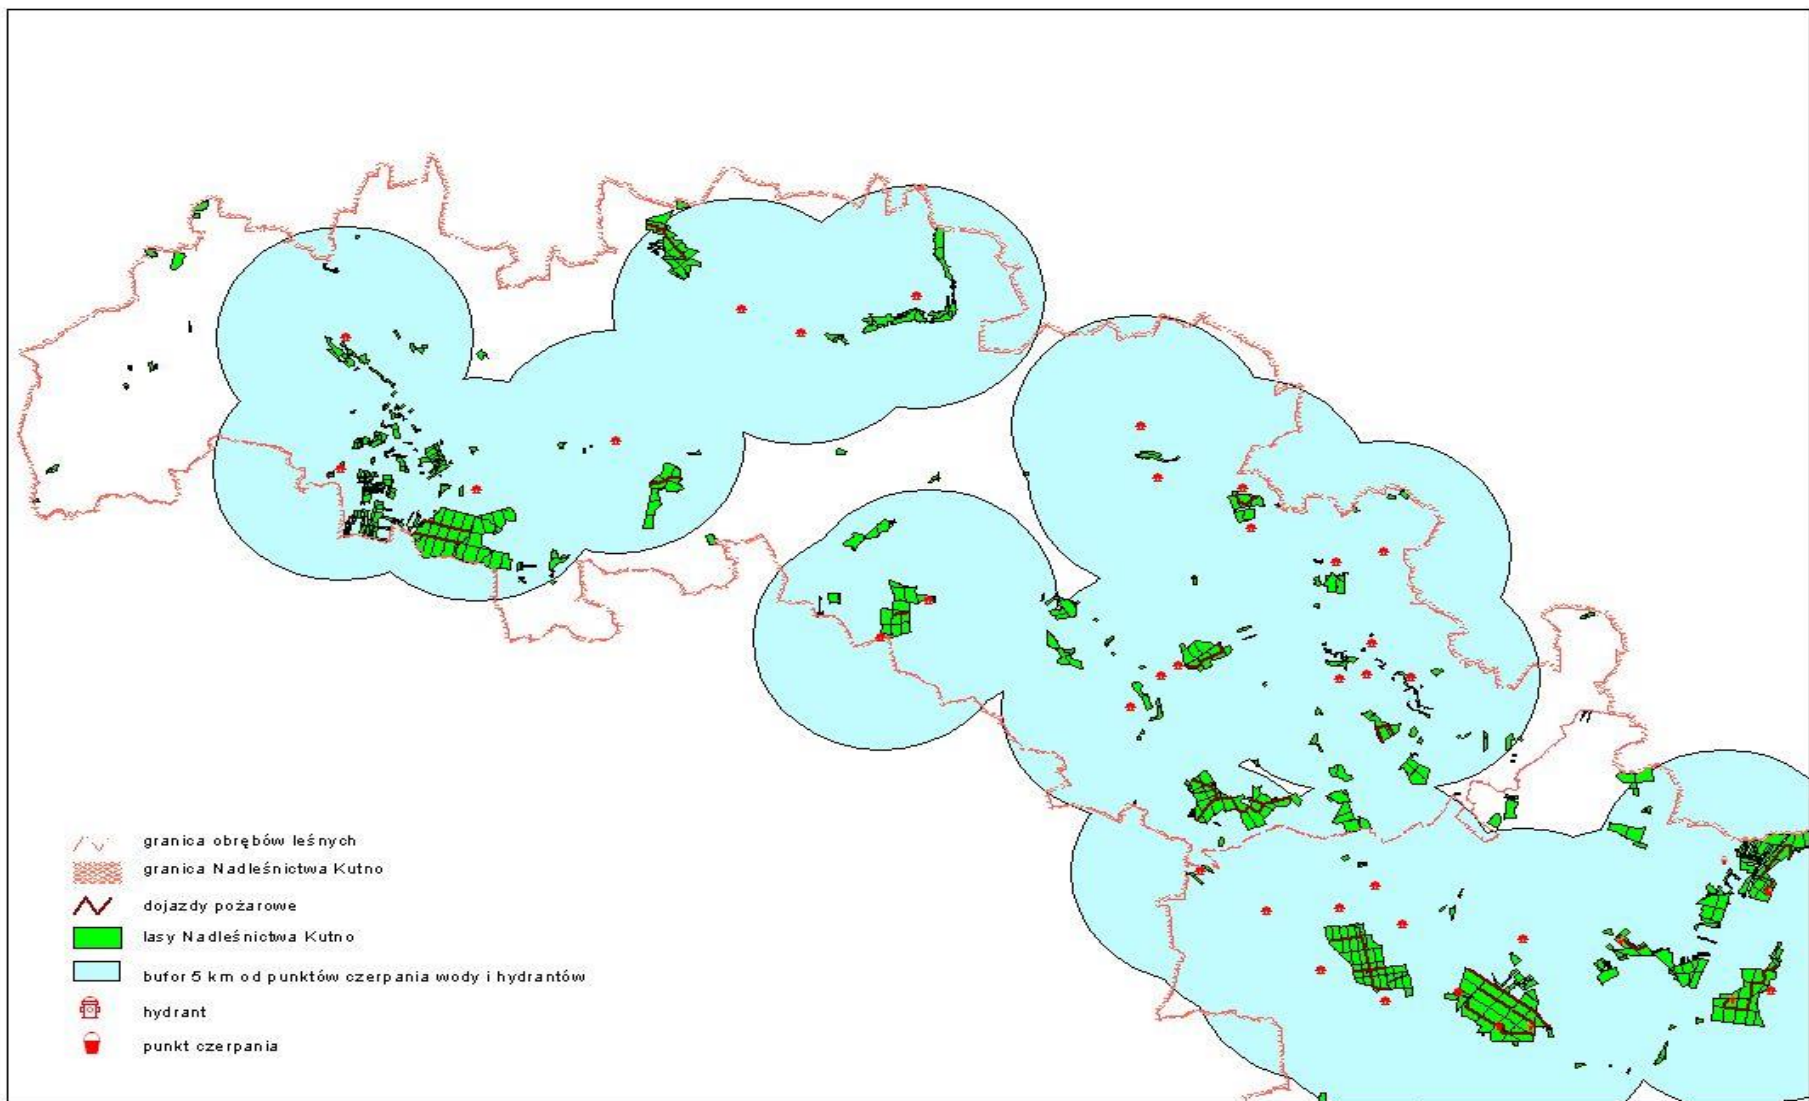 granica obrębów leśnych
granica Nadleśnictwa Kutno
dojazdy pożarowe
lasy Nadleśnictwa Kutno
bufor 5 km od punktów czerpania wody i hydrantów
hydrant
punkt czerpania